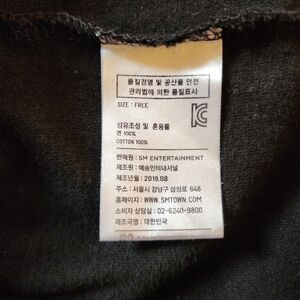 품질경영 및 공산품 안전
관리법에 의한 품질표시
SIZE : FREE
섬유조성 및 혼용률
면 100%
COTTON 100%
판매원 : SM ENTERTAINMENT
제조원 : 예송인터내셔널
제조년월 : 2019.08
주소 : 서울시 강남구 삼성로 648
홈페이지 : WWW.SMTOWN.COM
소비자 상담실 : 02-6240-9800
제조국명 : 대한민국